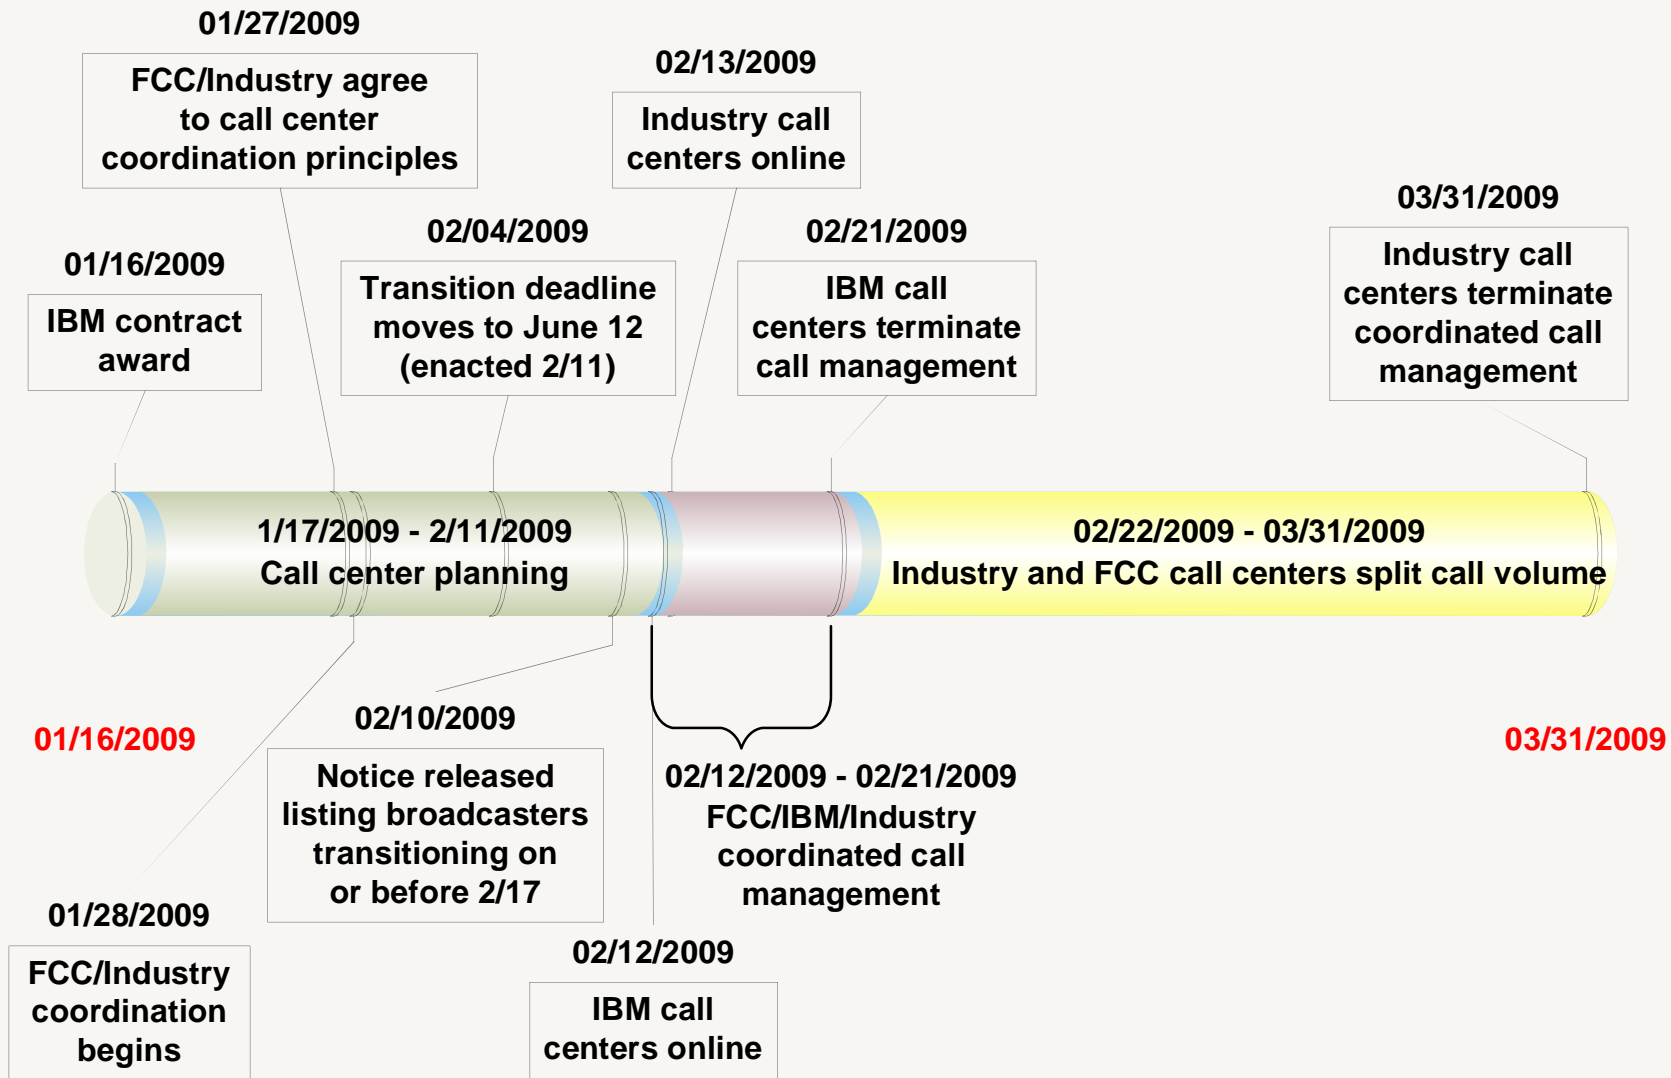 01/27/2009
FCC/Industry agree
to call center
coordination principles
02/13/2009
Industry call
centers online
03/31/2009
Industry call
centers terminate
coordinated call
management
02/04/2009
Transition deadline
moves to June 12
(enacted 2/11)
02/21/2009
IBM call
centers terminate
call management
01/16/2009
IBM contract
award
1/17/2009 - 2/11/2009
Call center planning
02/22/2009 - 03/31/2009
Industry and FCC call centers split call volume
01/16/2009
03/31/2009
02/10/2009
Notice released
listing broadcasters
transitioning on
or before 2/17
02/12/2009 - 02/21/2009
FCC/IBM/Industry
coordinated call
management
01/28/2009
FCC/Industry
coordination
begins
02/12/2009
IBM call
centers online